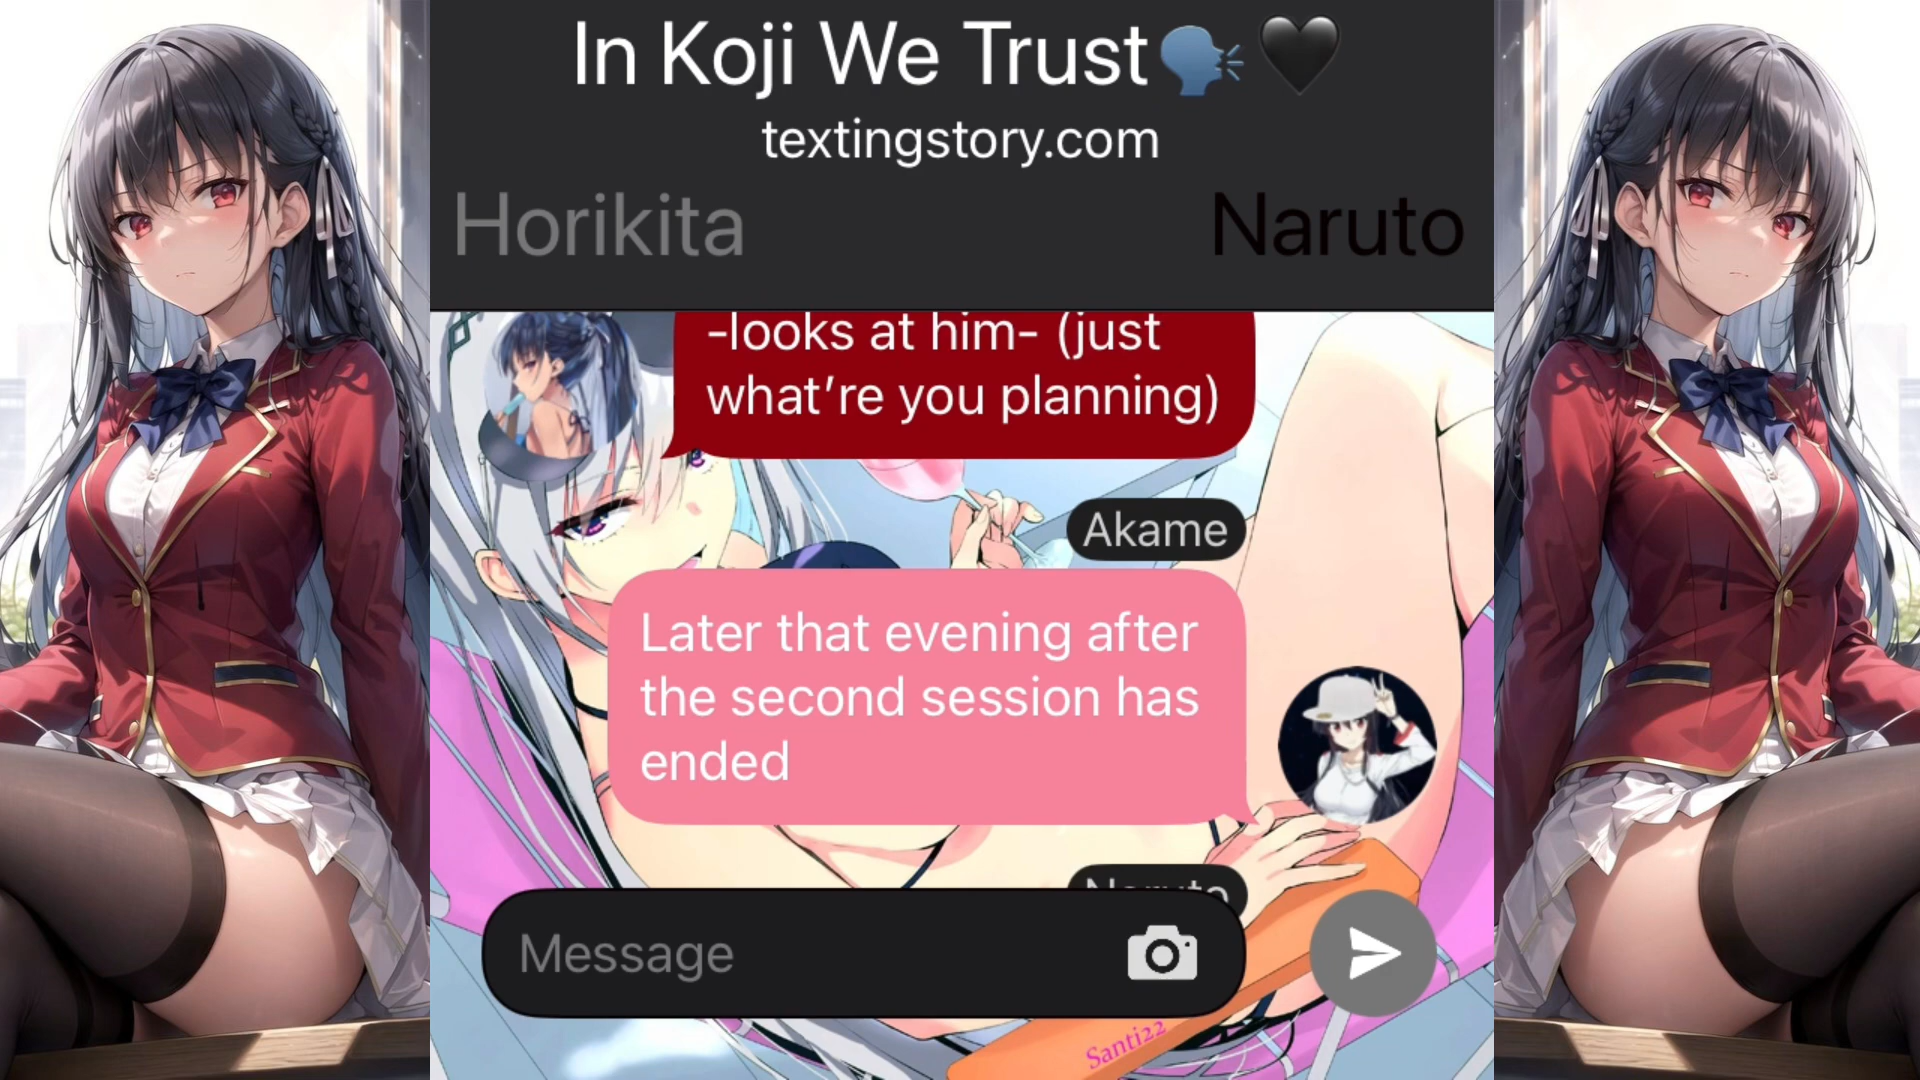 In Koji We Trust🗣️🖤
textingstory.com
Horikita
Naruto
-looks at him- (just
what're you planning)
Akame
Later that evening after
the second session has
ended
Naruto
Message
Santi22